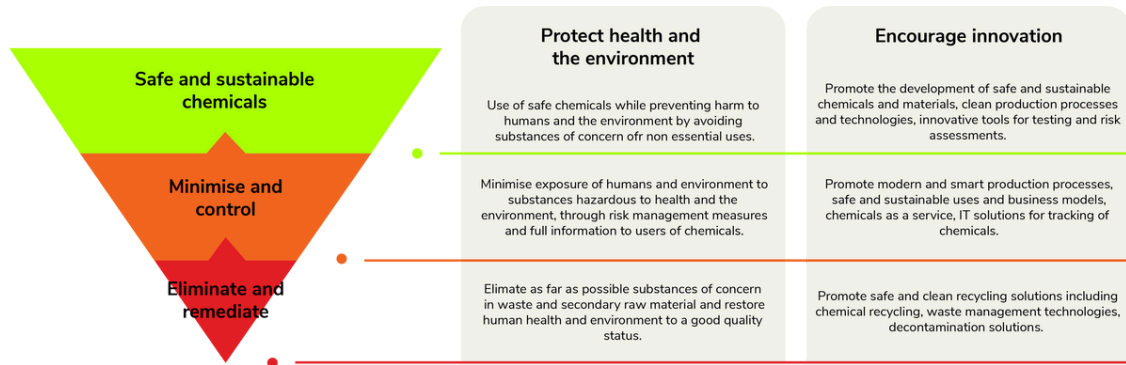 Safe and sustainable
chemicals
Minimise and
control
Eliminate and
remediate
Protect health and
the environment
Use of safe chemicals while preventing harm to
humans and the environment by avoiding
substances of concern ofr non essential uses.
Minimise exposure of humans and environment to
substances hazardous to health and the
environment, through risk management measures
and full information to users of chemicals.
Elimate as far as possible substances of concern
in waste and secondary raw material and restore
human health and environment to a good quality
status.
Encourage innovation
Promote the development of safe and sustainable
chemicals and materials, clean production processes
and technologies, innovative tools for testing and risk
assessments.
Promote modern and smart production processes,
safe and sustainable uses and business models,
chemicals as a service, IT solutions for tracking of
chemicals.
Promote safe and clean recycling solutions including
chemical recycling, waste management technologies,
decontamination solutions.